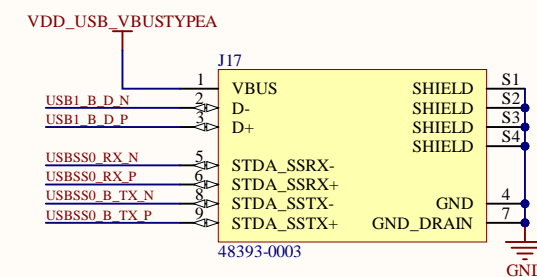 VDD_USB_VBUSTYPEA
J17
1 VBUS SHIELD S1
USB1_B_D_N 2 D- SHIELD S2
USB1_B_D_P 3 D+ SHIELD S3
SHIELD S4
USBSS0_RX_N 5 STDA_SSRX-
USBSS0_RX_P 6 STDA_SSRX+
USBSS0_B_TX_N 8 STDA_SSTX- GND 4
USBSS0_B_TX_P 9 STDA_SSTX+ GND_DRAIN 7
48393-0003
GND